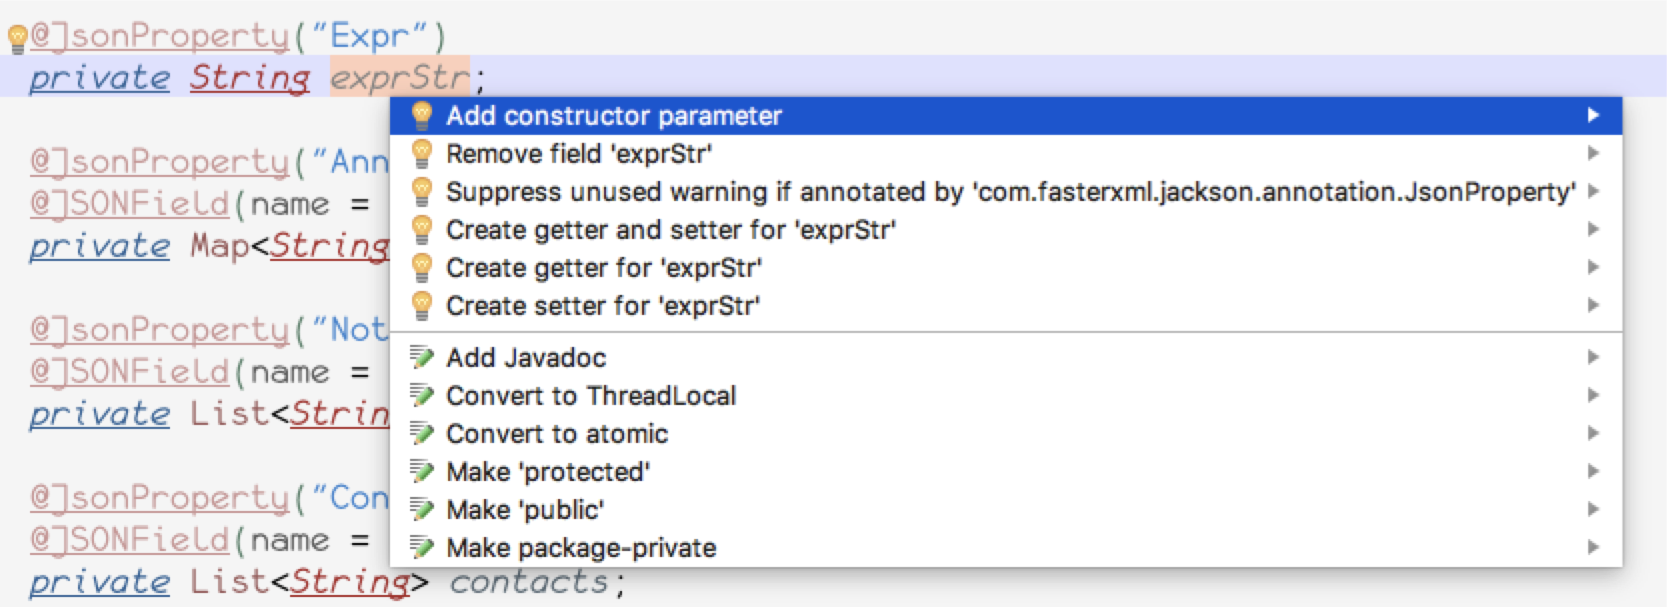 @JsonProperty("Expr")
private String exprStr;
Add constructor parameter
Remove field 'exprStr'
Suppress unused warning if annotated by 'com.fasterxml.jackson.annotation.JsonProperty'
Create getter and setter for 'exprStr'
Create getter for 'exprStr'
Create setter for 'exprStr'
Add Javadoc
Convert to ThreadLocal
Convert to atomic
Make 'protected'
Make 'public'
Make package-private
@JsonProperty("Ann
@JSONField(name =
private Map<String
@JsonProperty("Not
@JSONField(name =
private List<Strin
@JsonProperty("Con
@JSONField(name =
private List<String> contacts;